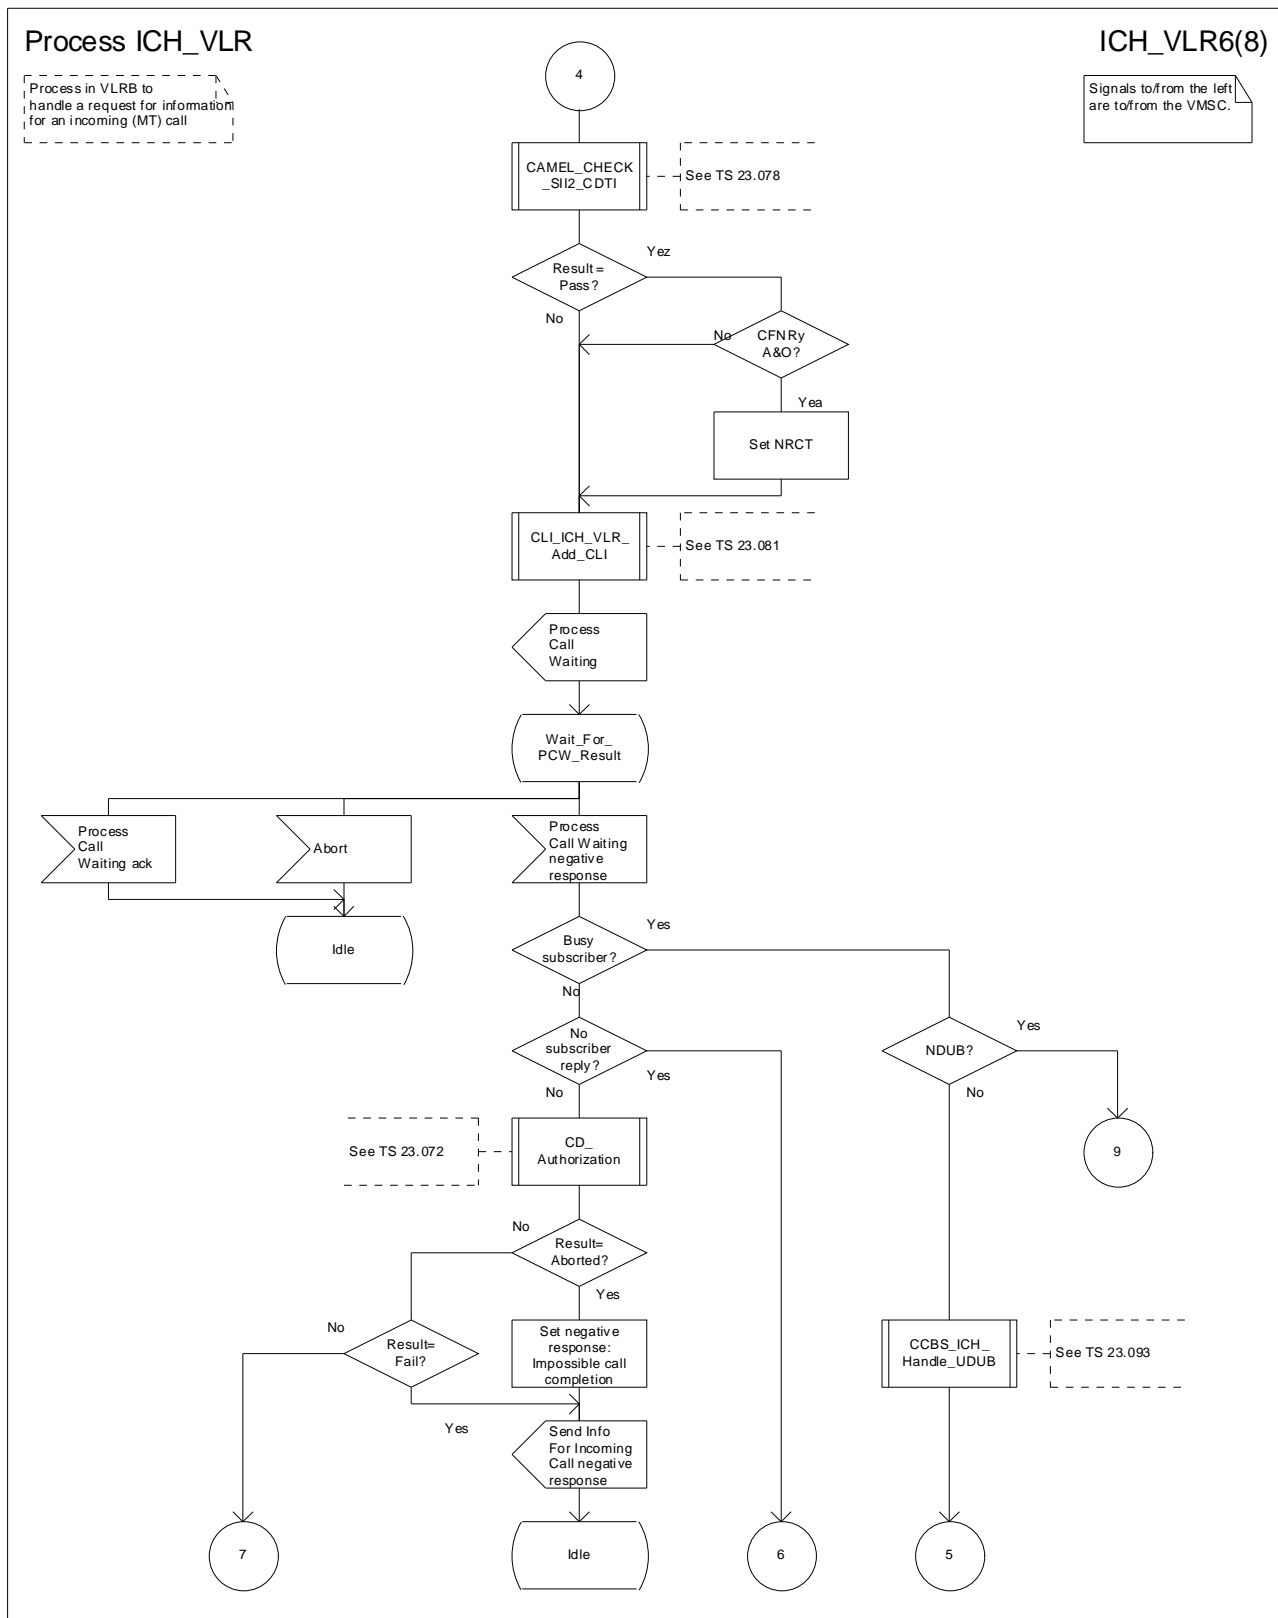 Process ICH_VLR
ICH_VLR6(8)
Process in VLRB to
handle a request for information
for an incoming (MT) call
4
Signals to/from the left
are to/from the VMSC.
CAMEL_CHECK
_SII2_CDTI
See TS 23.078
Yez
Result =
Pass?
No
No
CFNRy
A&O?
Yea
Set NRCT
CLI_ICH_VLR_
Add_CLI
See TS 23.081
Process
Call
Waiting
Wait_For_
PCW_Result
Process
Call
Waiting ack
Abort
Process
Call Waiting
negative
response
Idle
Busy
subscriber?
Yes
No
No
subscriber
reply?
Yes
No
NDUB?
Yes
No
See TS 23.072
CD_
Authorization
9
No
Result=
Aborted?
Yes
No
Result=
Fail?
Yes
Set negative
response:
Impossible call
completion
CCBS_ICH_
Handle_UDUB
See TS 23.093
Send Info
For Incoming
Call negative
response
7
Idle
6
5